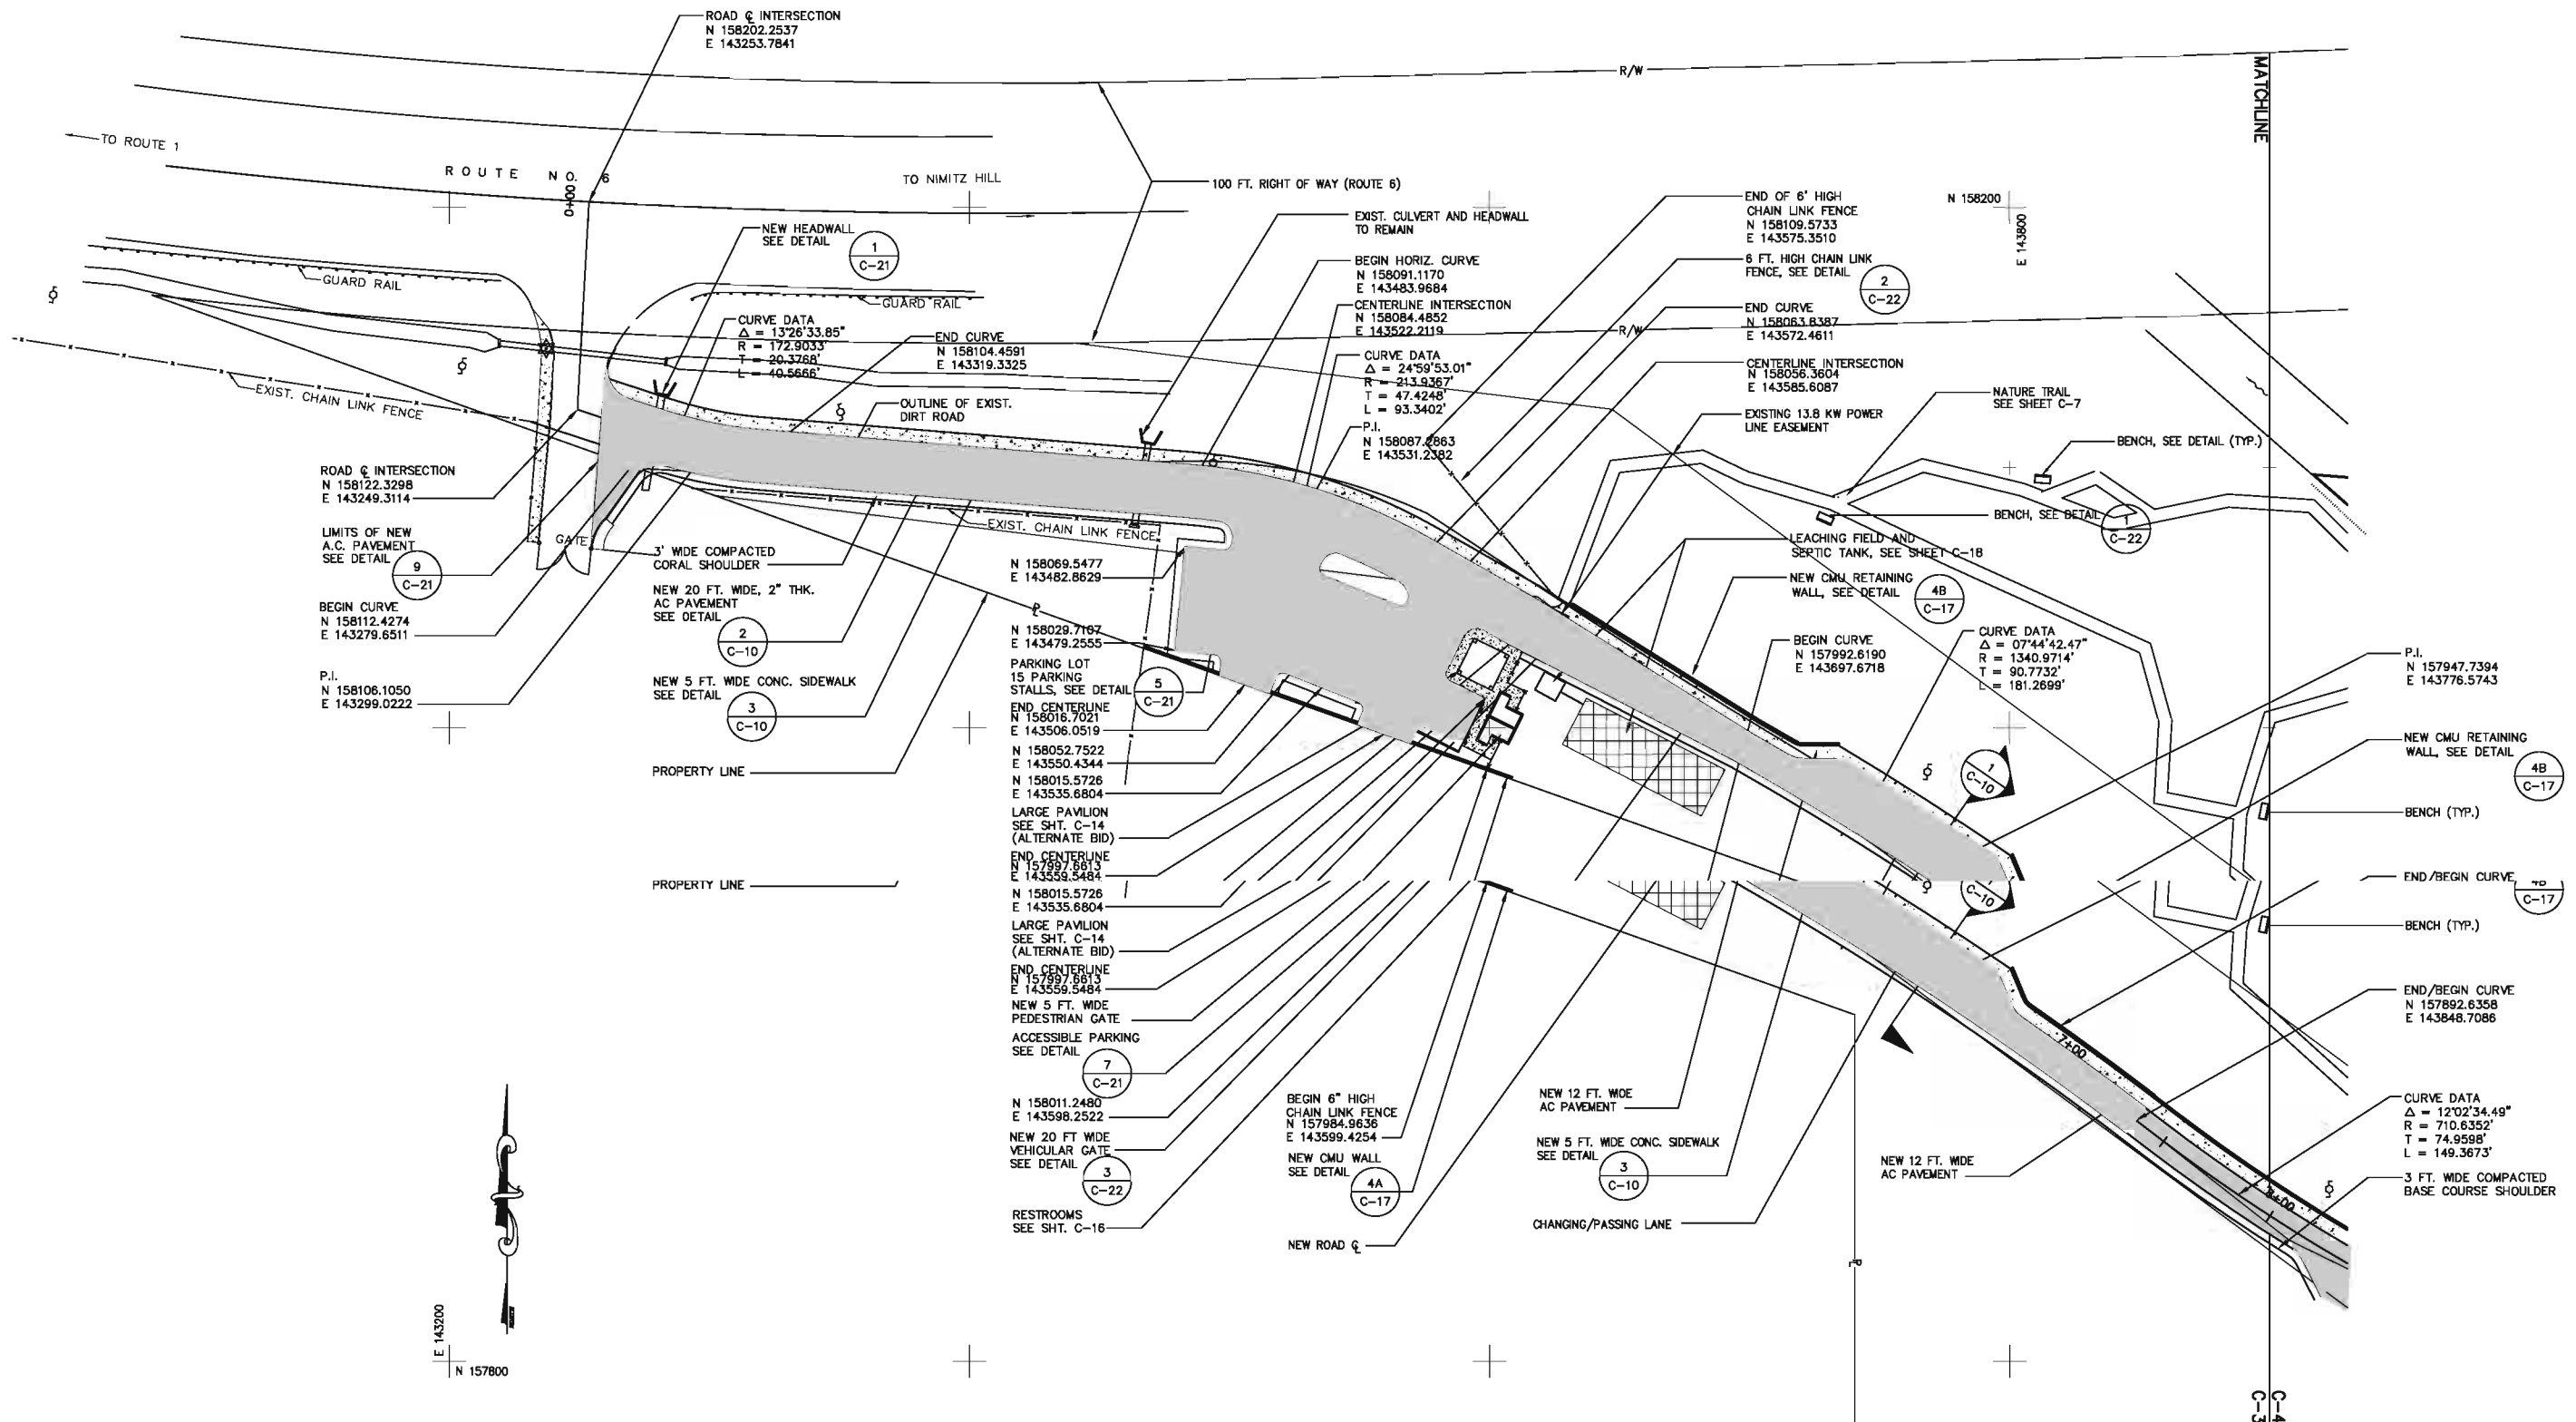 ROAD ℄ INTERSECTION
N 158202.2537
E 143253.7841
R/W
MATCHLINE
TO ROUTE 1
ROUTE NO. 6
0+00
TO NIMITZ HILL
100 FT. RIGHT OF WAY (ROUTE 6)
EXIST. CULVERT AND HEADWALL
TO REMAIN
END OF 6' HIGH
CHAIN LINK FENCE
N 158109.5733
E 143575.3510
N 158200
E 143800
NEW HEADWALL
SEE DETAIL
1
C-21
BEGIN HORIZ. CURVE
N 158091.1170
E 143483.9684
6 FT. HIGH CHAIN LINK
FENCE, SEE DETAIL
2
C-22
GUARD RAIL
GUARD RAIL
CENTERLINE INTERSECTION
N 158084.4852
E 143522.2119
END CURVE
N 158063.8387
E 143572.4611
R/W
CURVE DATA
Δ = 13°26'33.85"
R = 172.9033'
T = 20.3768'
L = 40.5666'
END CURVE
N 158104.4591
E 143319.3325
CURVE DATA
Δ = 24°59'53.01"
R = 213.9367'
T = 47.4248'
L = 93.3402'
CENTERLINE INTERSECTION
N 158056.3604
E 143585.6087
EXIST. CHAIN LINK FENCE
OUTLINE OF EXIST.
DIRT ROAD
P.I.
N 158087.2863
E 143531.2382
EXISTING 13.8 KW POWER
LINE EASEMENT
NATURE TRAIL
SEE SHEET C-7
BENCH, SEE DETAIL (TYP.)
BENCH, SEE DETAIL
1
C-22
ROAD ℄ INTERSECTION
N 158122.3298
E 143249.3114
EXIST. CHAIN LINK FENCE
LIMITS OF NEW
A.C. PAVEMENT
SEE DETAIL
9
C-21
GATE
3' WIDE COMPACTED
CORAL SHOULDER
LEACHING FIELD AND
SEPTIC TANK, SEE SHEET C-18
N 158069.5477
E 143482.8629
NEW CMU RETAINING
WALL, SEE DETAIL
4B
C-17
NEW 20 FT. WIDE, 2" THK.
AC PAVEMENT
SEE DETAIL
2
C-10
BEGIN CURVE
N 158112.4274
E 143279.6511
N 158029.7107
E 143479.2555
BEGIN CURVE
N 157992.6190
E 143697.6718
CURVE DATA
Δ = 07°44'42.47"
R = 1340.9714'
T = 90.7732'
L = 181.2699'
P.I.
N 157947.7394
E 143776.5743
P.I.
N 158106.1050
E 143299.0222
NEW 5 FT. WIDE CONC. SIDEWALK
SEE DETAIL
3
C-10
PARKING LOT
15 PARKING
STALLS, SEE DETAIL
5
C-21
END CENTERLINE
N 158016.7021
E 143506.0519
N 158052.7522
E 143550.4344
N 158015.5726
E 143535.6804
NEW CMU RETAINING
WALL, SEE DETAIL
4B
C-17
1
C-10
PROPERTY LINE
LARGE PAVILION
SEE SHT. C-14
(ALTERNATE BID)
BENCH (TYP.)
END CENTERLINE
N 157997.6613
E 143559.5484
PROPERTY LINE
END/BEGIN CURVE
C-17
C-10
N 158015.5726
E 143535.6804
LARGE PAVILION
SEE SHT. C-14
(ALTERNATE BID)
BENCH (TYP.)
END CENTERLINE
N 157997.6613
E 143559.5484
NEW 5 FT. WIDE
PEDESTRIAN GATE
END/BEGIN CURVE
N 157892.6358
E 143848.7086
ACCESSIBLE PARKING
SEE DETAIL
7
C-21
7+00
N 158011.2480
E 143598.2522
BEGIN 6" HIGH
CHAIN LINK FENCE
N 157984.9636
E 143599.4254
NEW 12 FT. WIDE
AC PAVEMENT
CURVE DATA
Δ = 12°02'34.49"
R = 710.6352'
T = 74.9598'
L = 149.3673'
NEW 20 FT WIDE
VEHICULAR GATE
SEE DETAIL
3
C-22
NEW CMU WALL
SEE DETAIL
4A
C-17
NEW 5 FT. WIDE CONC. SIDEWALK
SEE DETAIL
3
C-10
NEW 12 FT. WIDE
AC PAVEMENT
8+00
3 FT. WIDE COMPACTED
BASE COURSE SHOULDER
RESTROOMS
SEE SHT. C-16
NEW ROAD ℄
CHANGING/PASSING LANE
E 143200
N 157800
C-4
C-3